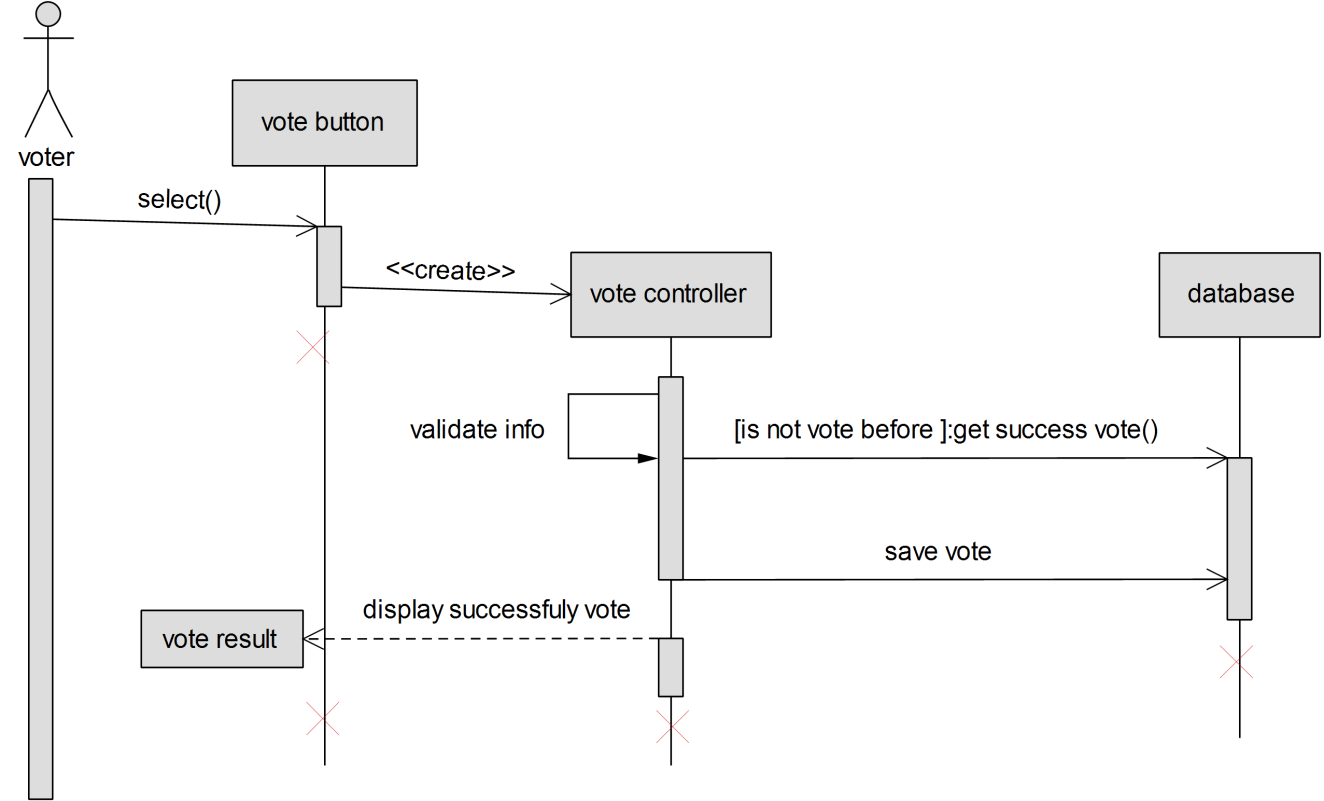 vote button
voter
select()
<<create>>
vote controller
database
validate info
[is not vote before ]:get success vote()
save vote
display successfuly vote
vote result